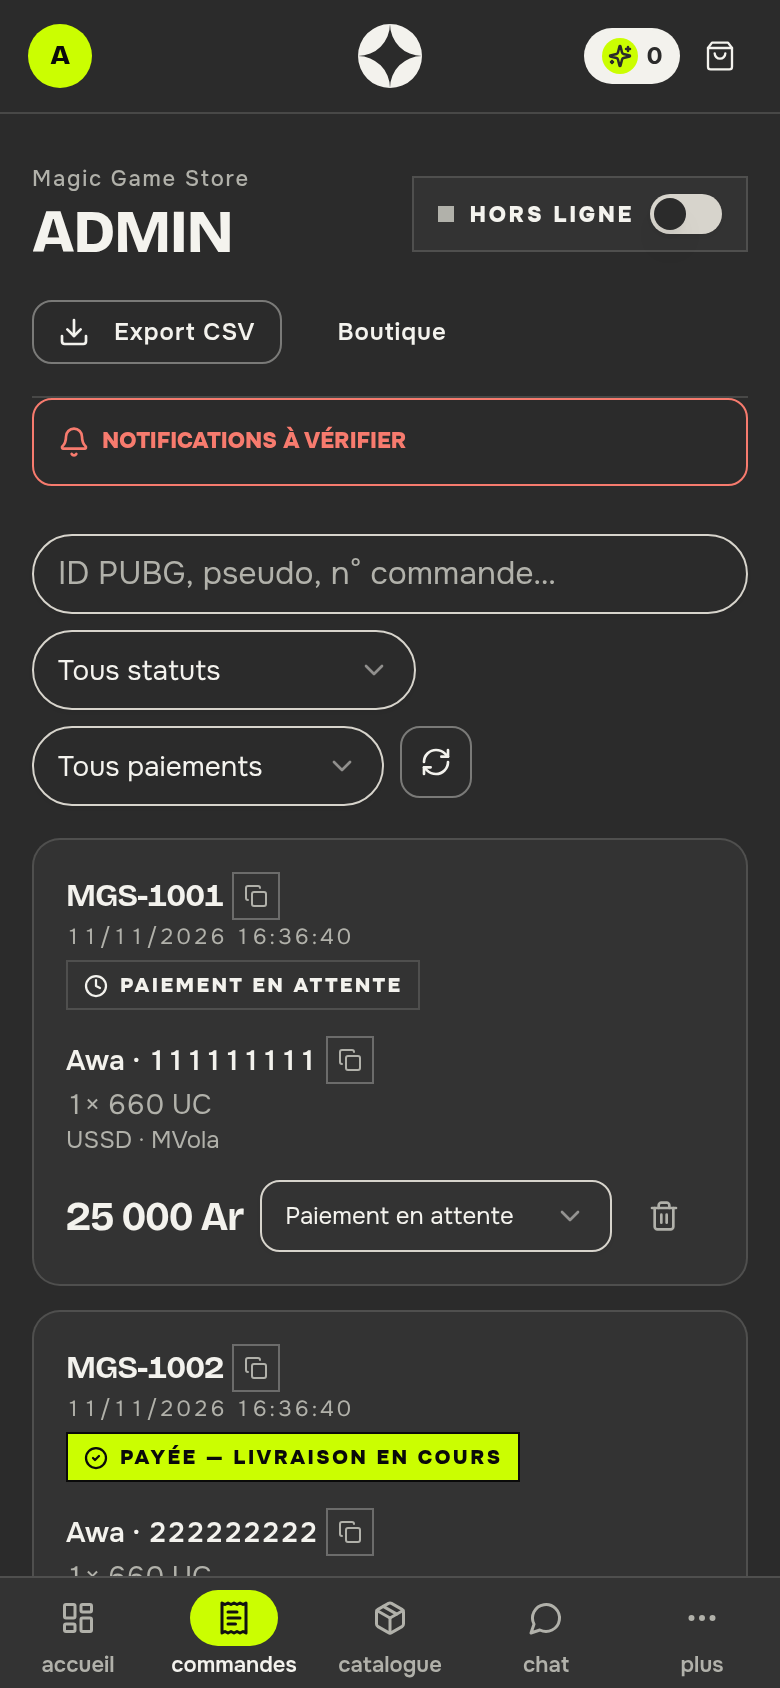 A
0
Magic Game Store
ADMIN
HORS LIGNE
Export CSV
Boutique
NOTIFICATIONS À VÉRIFIER
ID PUBG, pseudo, n° commande...
Tous statuts
Tous paiements
MGS-1001
11/11/2026 16:36:40
PAIEMENT EN ATTENTE
Awa · 111111111
1× 660 UC
USSD · MVola
25 000 Ar
Paiement en attente
MGS-1002
11/11/2026 16:36:40
PAYÉE — LIVRAISON EN COURS
Awa · 222222222
1× 660 UC
accueil
commandes
catalogue
chat
plus